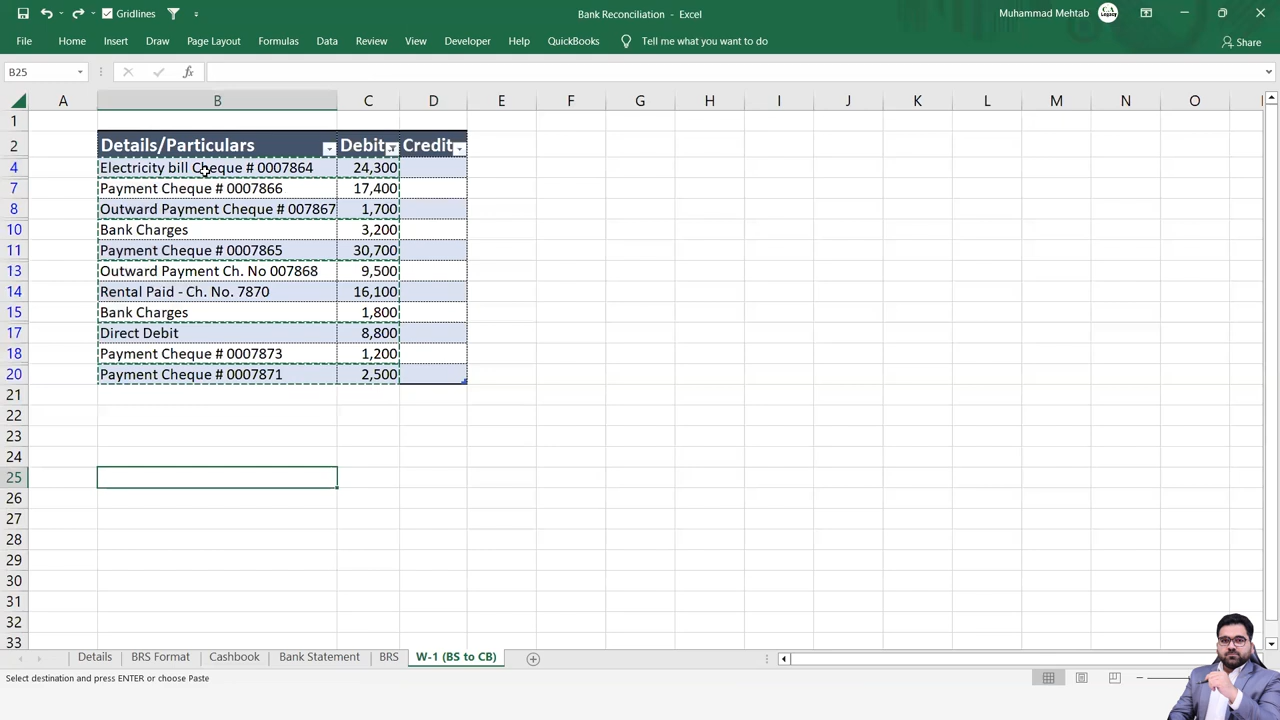 Gridlines
Bank Reconciliation - Excel
Muhammad Mehtab
File Home Insert Draw Page Layout Formulas Data Review View Developer Help QuickBooks Tell me what you want to do
Share
B25 fx
A B C D E F G H I J K L M N O
1
2 Details/Particulars Debit Credit
4 Electricity bill Cheque # 0007864 24,300
7 Payment Cheque # 0007866 17,400
8 Outward Payment Cheque # 007867 1,700
10 Bank Charges 3,200
11 Payment Cheque # 0007865 30,700
13 Outward Payment Ch. No 007868 9,500
14 Rental Paid - Ch. No. 7870 16,100
15 Bank Charges 1,800
17 Direct Debit 8,800
18 Payment Cheque # 0007873 1,200
20 Payment Cheque # 0007871 2,500
21
22
23
24
25
26
27
28
29
30
31
32
33
Details BRS Format Cashbook Bank Statement BRS W-1 (BS to CB)
Select destination and press ENTER or choose Paste